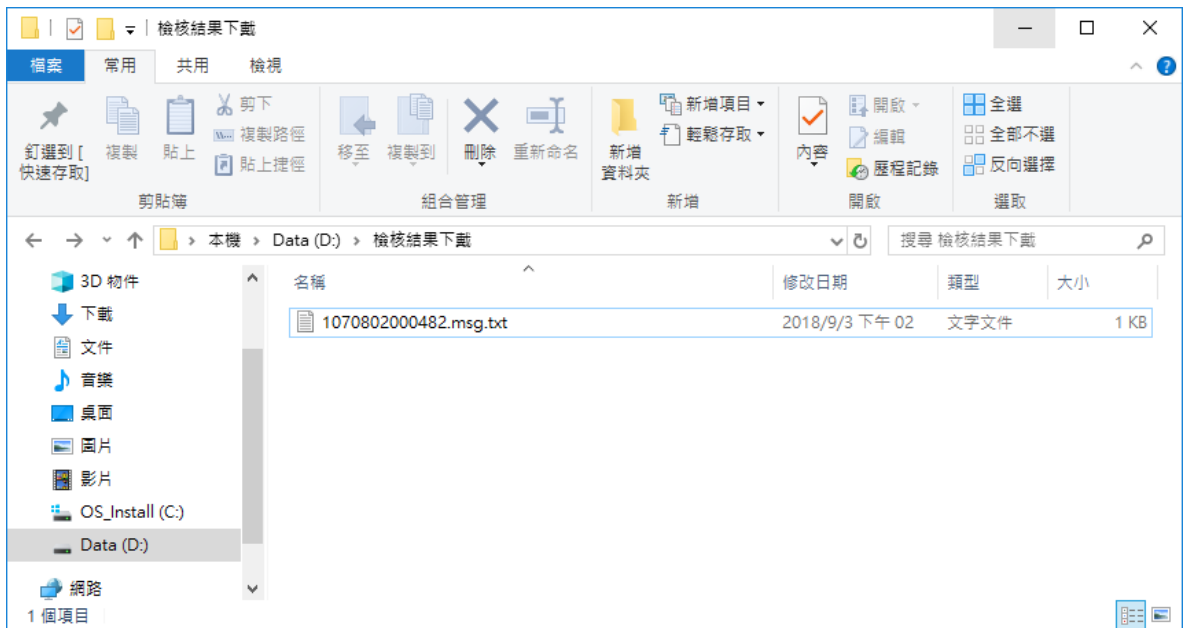 檢核結果下戴
檔案 常用 共用 檢視
釘選到 [
快速存取]
複製
貼上
剪下
複製路徑
貼上捷徑
剪貼簿
移至
複製到
刪除
重新命名
組合管理
新增
資料夾
新增項目
輕鬆存取
新增
內容
開啟
編輯
歷程記錄
開啟
全選
全部不選
反向選擇
選取
本機 > Data (D:) > 檢核結果下戴
搜尋 檢核結果下戴
3D 物件
下載
文件
音樂
桌面
圖片
影片
OS_Install (C:)
Data (D:)
網路
名稱 修改日期 類型 大小
1070802000482.msg.txt 2018/9/3 下午 02 文字文件 1 KB
1 個項目